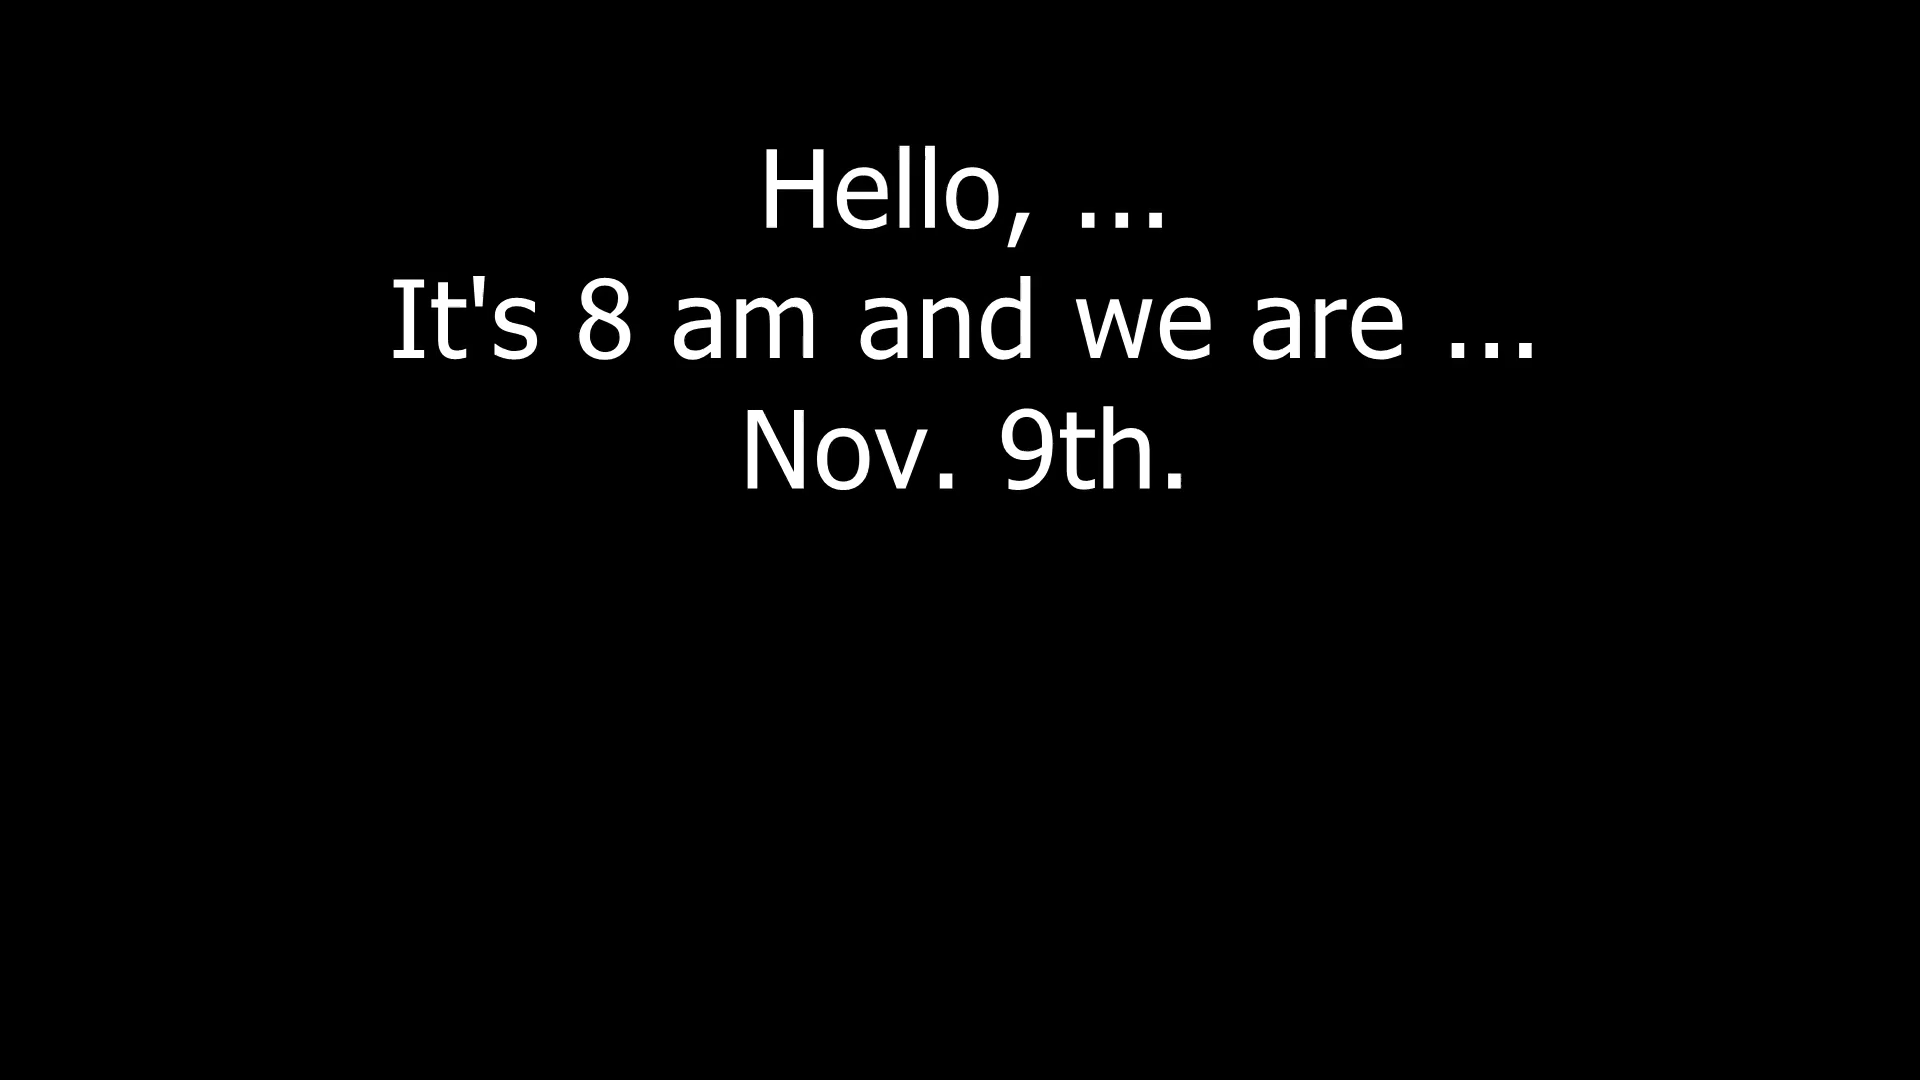 Hello, ...
It's 8 am and we are ...
Nov. 9th.